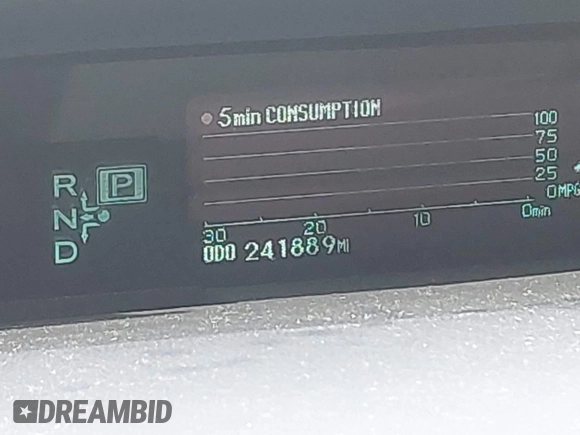 5min CONSUMPTION
100
75
50
25
0MPG
30 20 10 0min
ODO 241889MI
R P
N
D
DREAMBID